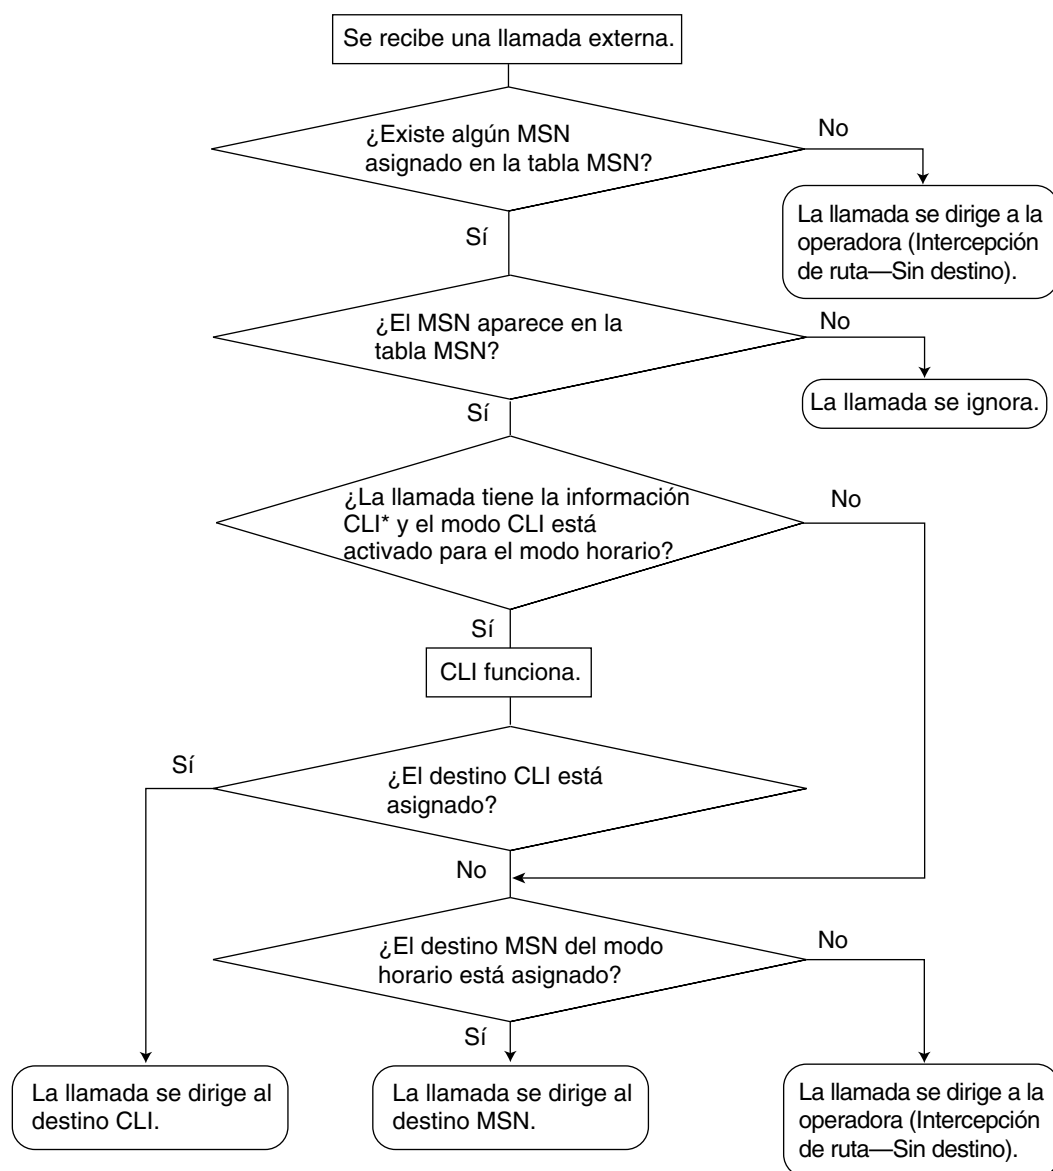 Se recibe una llamada externa.
¿Existe algún MSN
asignado en la tabla MSN?
No
La llamada se dirige a la
operadora (Intercepción
de ruta—Sin destino).
Sí
¿El MSN aparece en la
tabla MSN?
No
La llamada se ignora.
Sí
¿La llamada tiene la información
CLI* y el modo CLI está
activado para el modo horario?
No
Sí
CLI funciona.
Sí
¿El destino CLI está
asignado?
No
¿El destino MSN del modo
horario está asignado?
No
Sí
La llamada se dirige al
destino CLI.
La llamada se dirige al
destino MSN.
La llamada se dirige a la
operadora (Intercepción
de ruta—Sin destino).